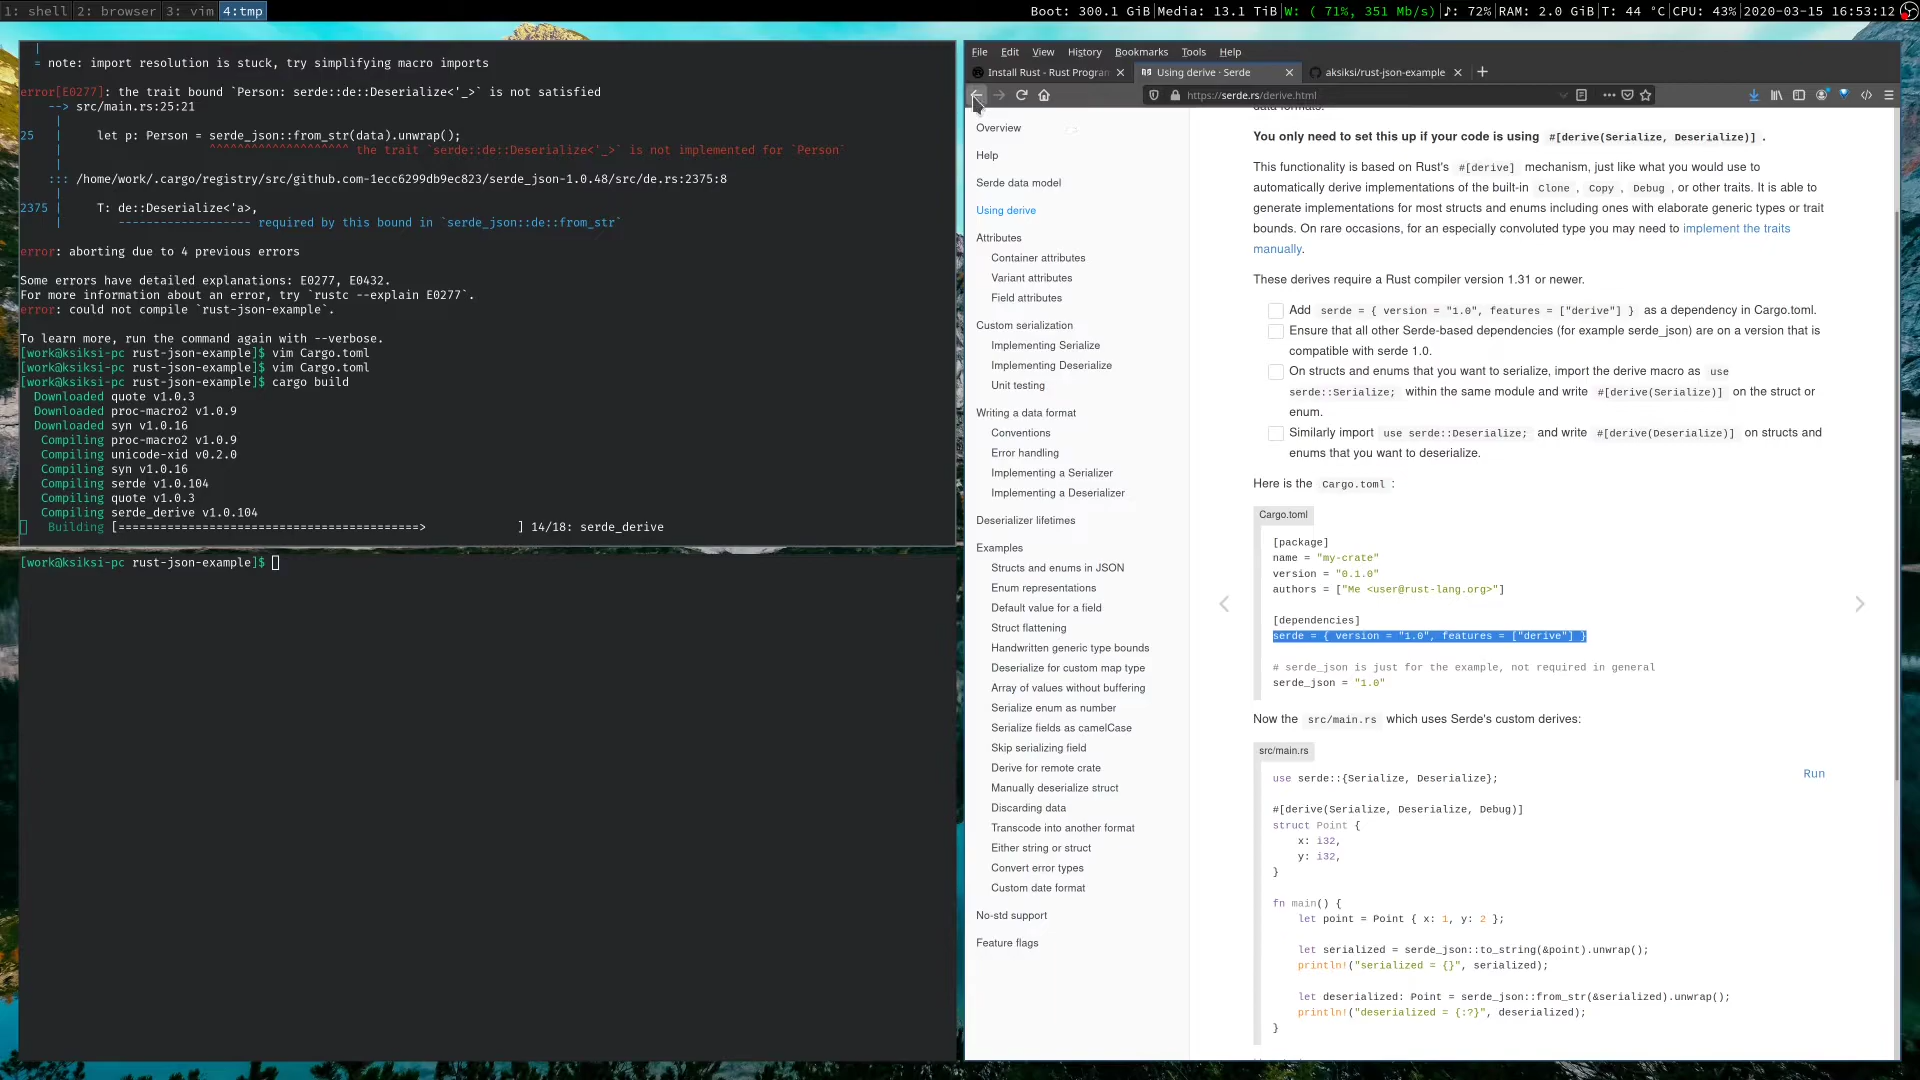 1: shell 2: browser 3: vim 4:tmp
Boot: 300.1 GiB|Media: 13.1 TiB|W: ( 71%, 351 Mb/s)|♪: 72%|RAM: 2.0 GiB|T: 44 °C|CPU: 43%|2020-03-15 16:53:12
|
= note: import resolution is stuck, try simplifying macro imports
error[E0277]: the trait bound `Person: serde::de::Deserialize<'_>` is not satisfied
--> src/main.rs:25:21
|
25 | let p: Person = serde_json::from_str(data).unwrap();
| ^^^^^^^^^^^^^^^^^^^^ the trait `serde::de::Deserialize<'_>` is not implemented for `Person`
|
::: /home/work/.cargo/registry/src/github.com-1ecc6299db9ec823/serde_json-1.0.48/src/de.rs:2375:8
|
2375 | T: de::Deserialize<'a>,
| ------------------- required by this bound in `serde_json::de::from_str`
error: aborting due to 4 previous errors
Some errors have detailed explanations: E0277, E0432.
For more information about an error, try `rustc --explain E0277`.
error: could not compile `rust-json-example`.
To learn more, run the command again with --verbose.
[work@ksiksi-pc rust-json-example]$ vim Cargo.toml
[work@ksiksi-pc rust-json-example]$ vim Cargo.toml
[work@ksiksi-pc rust-json-example]$ cargo build
Downloaded quote v1.0.3
Downloaded proc-macro2 v1.0.9
Downloaded syn v1.0.16
Compiling proc-macro2 v1.0.9
Compiling unicode-xid v0.2.0
Compiling syn v1.0.16
Compiling serde v1.0.104
Compiling quote v1.0.3
Compiling serde_derive v1.0.104
Building [===========================================> ] 14/18: serde_derive
[work@ksiksi-pc rust-json-example]$
File Edit View History Bookmarks Tools Help
Install Rust - Rust Program
Using derive · Serde
aksiksi/rust-json-example
https://serde.rs/derive.html
Overview
Help
Serde data model
Using derive
Attributes
Container attributes
Variant attributes
Field attributes
Custom serialization
Implementing Serialize
Implementing Deserialize
Unit testing
Writing a data format
Conventions
Error handling
Implementing a Serializer
Implementing a Deserializer
Deserializer lifetimes
Examples
Structs and enums in JSON
Enum representations
Default value for a field
Struct flattening
Handwritten generic type bounds
Deserialize for custom map type
Array of values without buffering
Serialize enum as number
Serialize fields as camelCase
Skip serializing field
Derive for remote crate
Manually deserialize struct
Discarding data
Transcode into another format
Either string or struct
Convert error types
Custom date format
No-std support
Feature flags
data formats.
You only need to set this up if your code is using #[derive(Serialize, Deserialize)] .
This functionality is based on Rust's #[derive] mechanism, just like what you would use to
automatically derive implementations of the built-in Clone , Copy , Debug , or other traits. It is able to
generate implementations for most structs and enums including ones with elaborate generic types or trait
bounds. On rare occasions, for an especially convoluted type you may need to implement the traits
manually.
These derives require a Rust compiler version 1.31 or newer.
Add serde = { version = "1.0", features = ["derive"] } as a dependency in Cargo.toml.
Ensure that all other Serde-based dependencies (for example serde_json) are on a version that is
compatible with serde 1.0.
On structs and enums that you want to serialize, import the derive macro as use
serde::Serialize; within the same module and write #[derive(Serialize)] on the struct or
enum.
Similarly import use serde::Deserialize; and write #[derive(Deserialize)] on structs and
enums that you want to deserialize.
Here is the Cargo.toml :
Cargo.toml
[package]
name = "my-crate"
version = "0.1.0"
authors = ["Me <user@rust-lang.org>"]
[dependencies]
serde = { version = "1.0", features = ["derive"] }
# serde_json is just for the example, not required in general
serde_json = "1.0"
Now the src/main.rs which uses Serde's custom derives:
src/main.rs
Run
use serde::{Serialize, Deserialize};
#[derive(Serialize, Deserialize, Debug)]
struct Point {
x: i32,
y: i32,
}
fn main() {
let point = Point { x: 1, y: 2 };
let serialized = serde_json::to_string(&point).unwrap();
println!("serialized = {}", serialized);
let deserialized: Point = serde_json::from_str(&serialized).unwrap();
println!("deserialized = {:?}", deserialized);
}